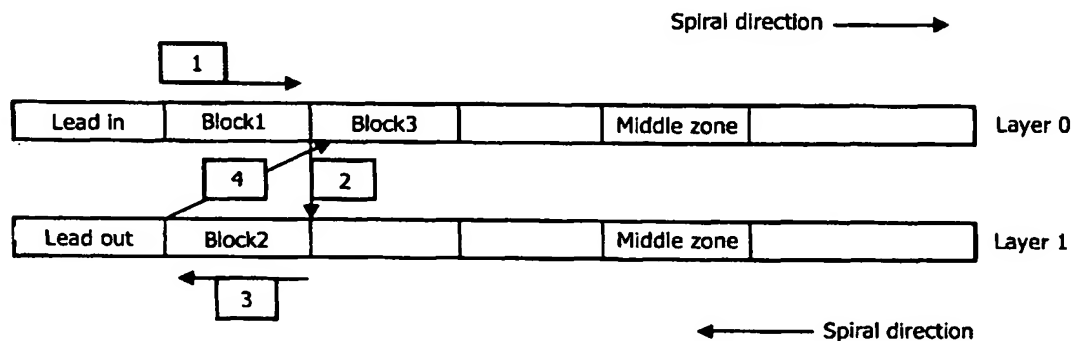 Spiral direction
1
Lead in Block1 Block3 Middle zone Layer 0
4 2
Lead out Block2 Middle zone Layer 1
3
Spiral direction